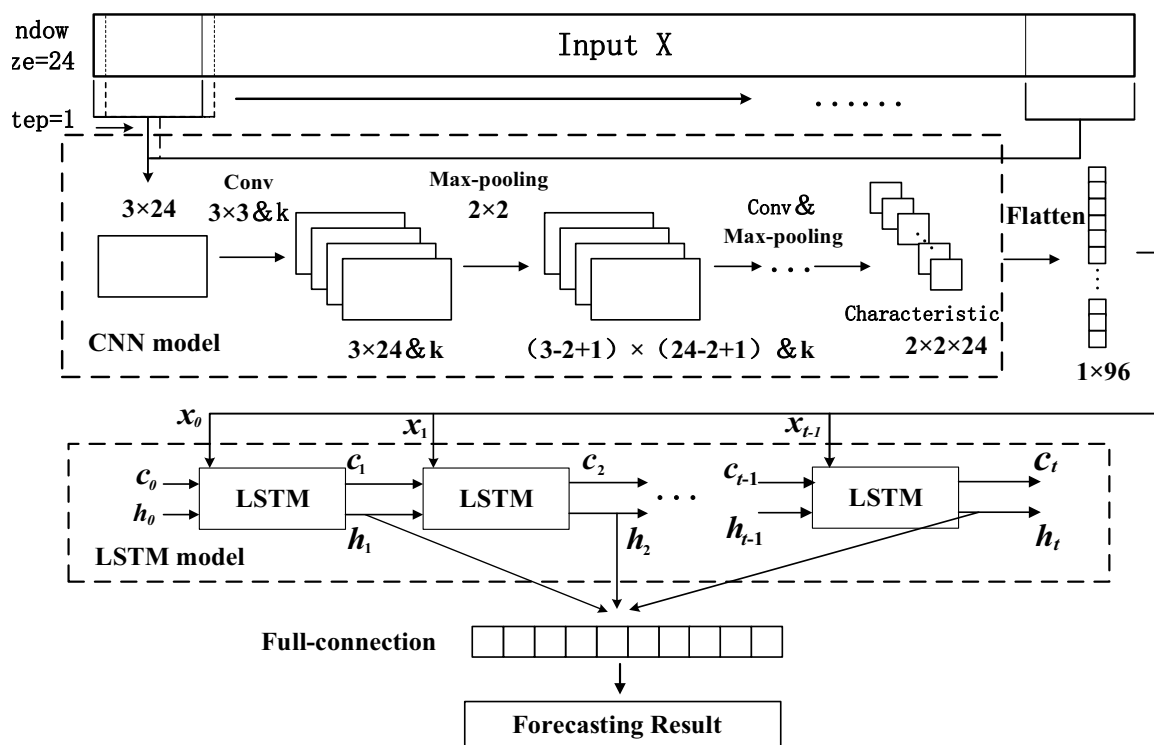 ndow
ze=24
Input X
tep=1
......
3×24
Conv
3×3&k
Max-pooling
2×2
Conv&
Max-pooling
Flatten
...
CNN model
3×24&k
(3-2+1) × (24-2+1) &k
Characteristic
2×2×24
1×96
x0
x1
xt-1
c0
h0
LSTM
c1
h1
LSTM
c2
h2
...
ct-1
ht-1
LSTM
ct
ht
LSTM model
Full-connection
Forecasting Result